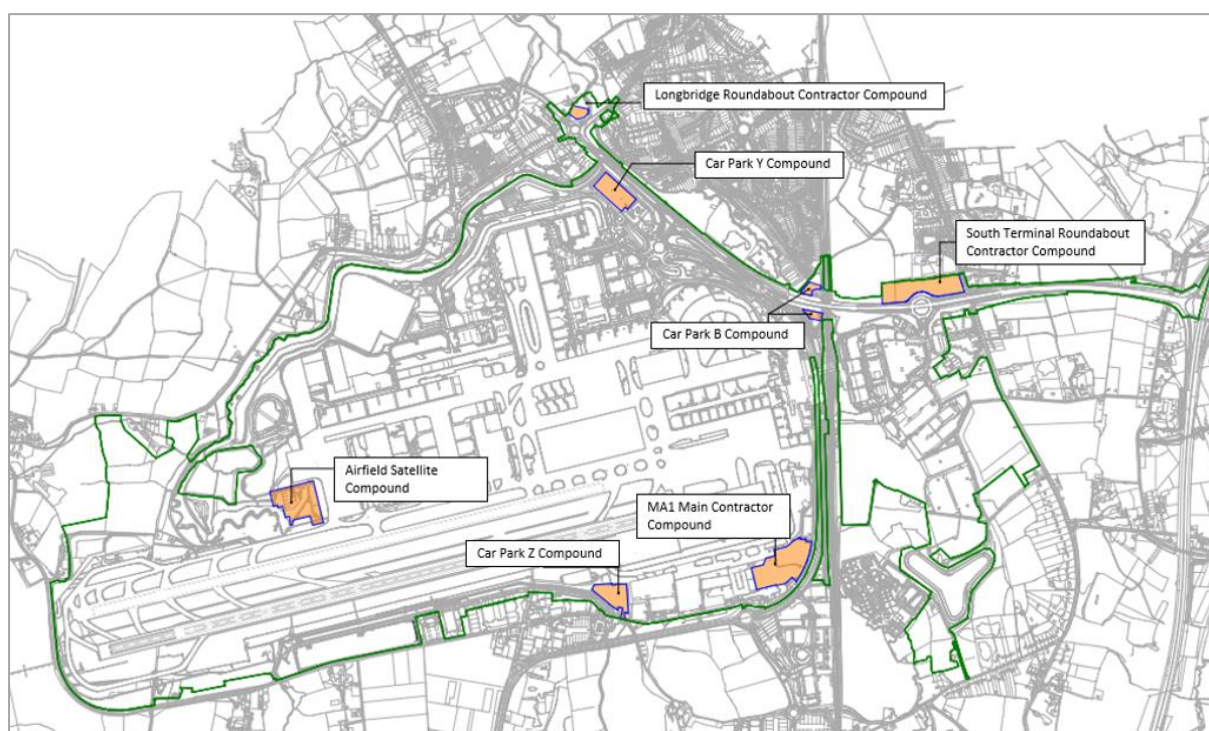 Longbridge Roundabout Contractor Compound
Car Park Y Compound
South Terminal Roundabout
Contractor Compound
Car Park B Compound
Airfield Satellite
Compound
MA1 Main Contractor
Compound
Car Park Z Compound